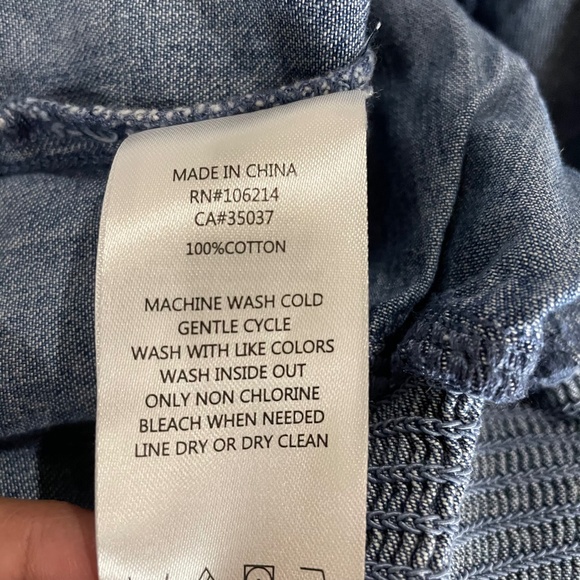 MADE IN CHINA
RN#106214
CA#35037
100%COTTON
MACHINE WASH COLD
GENTLE CYCLE
WASH WITH LIKE COLORS
WASH INSIDE OUT
ONLY NON CHLORINE
BLEACH WHEN NEEDED
LINE DRY OR DRY CLEAN